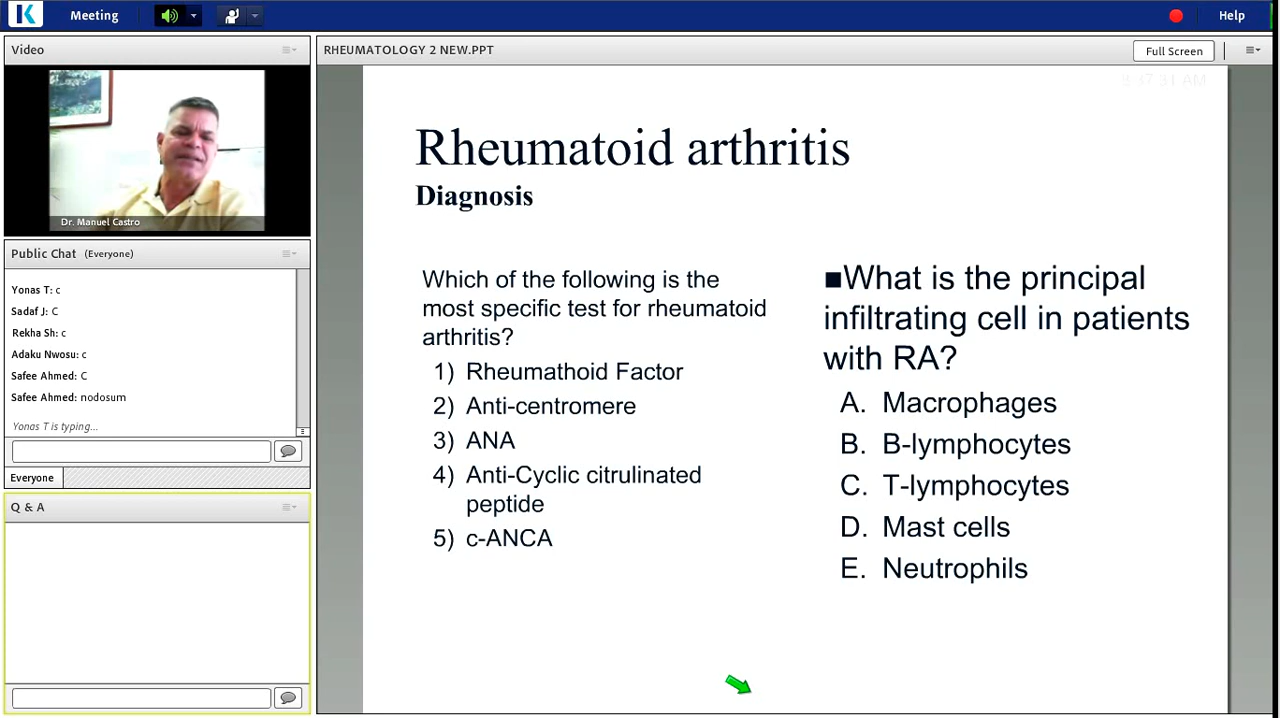 K
Meeting
Help
Video
Dr. Manuel Castro
Public Chat (Everyone)
Yonas T: c
Sadaf J: C
Rekha Sh: c
Adaku Nwosu: c
Safee Ahmed: C
Safee Ahmed: nodosum
Yonas T is typing...
Everyone
Q & A
RHEUMATOLOGY 2 NEW.PPT
Full Screen
Rheumatoid arthritis
Diagnosis
Which of the following is the
most specific test for rheumatoid
arthritis?
1) Rheumathoid Factor
2) Anti-centromere
3) ANA
4) Anti-Cyclic citrulinated
peptide
5) c-ANCA
■What is the principal
infiltrating cell in patients
with RA?
A. Macrophages
B. B-lymphocytes
C. T-lymphocytes
D. Mast cells
E. Neutrophils